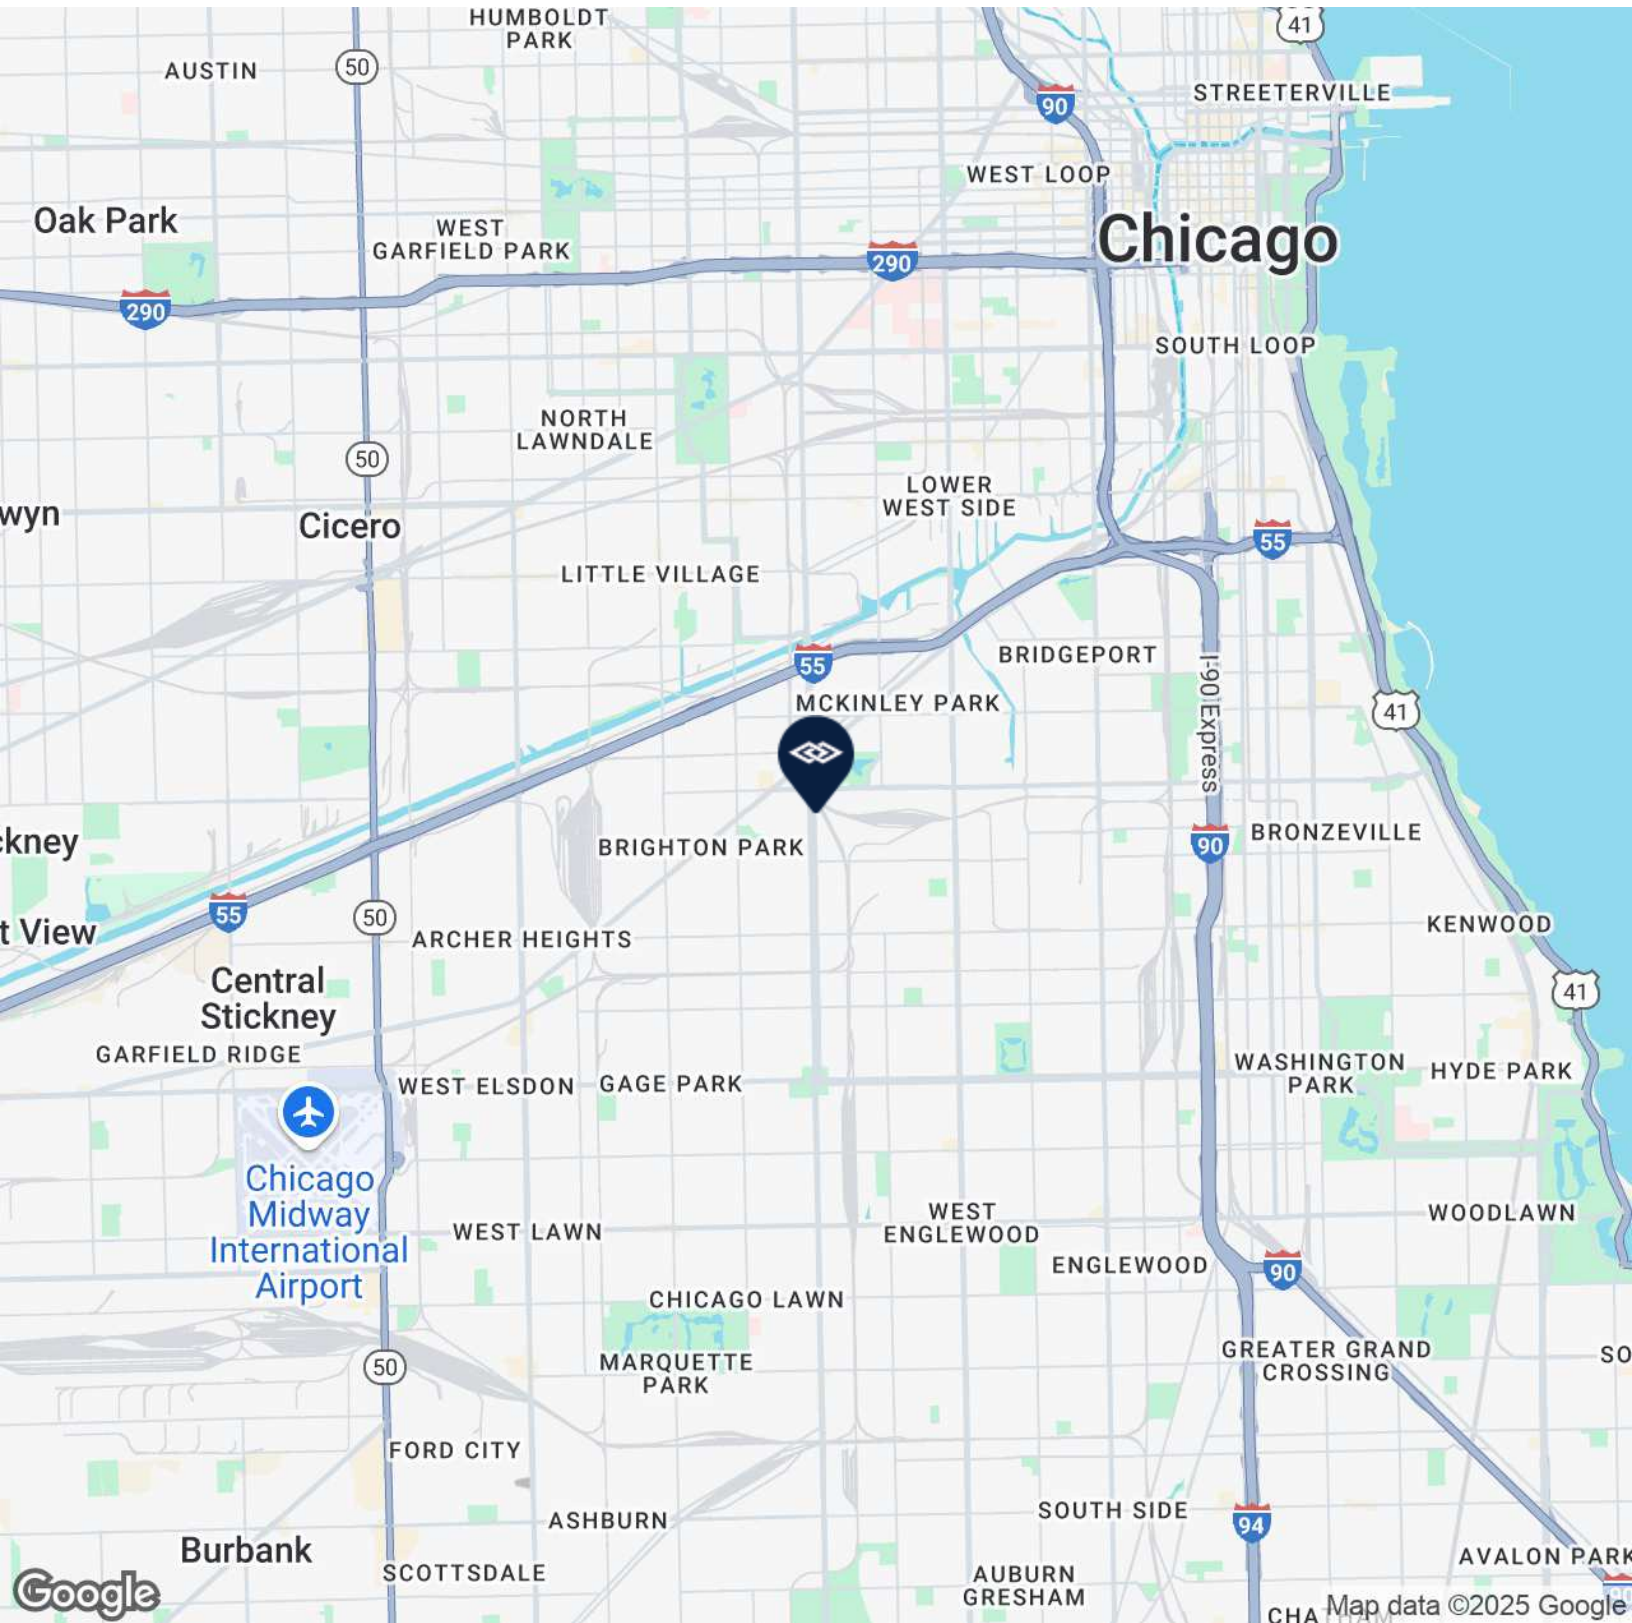 HUMBOLDT
PARK
41
AUSTIN
50
STREETERVILLE
90
WEST LOOP
Oak Park
WEST
GARFIELD PARK
Chicago
290
290
SOUTH LOOP
NORTH
LAWNDALE
50
LOWER
WEST SIDE
wyn
Cicero
55
LITTLE VILLAGE
BRIDGEPORT
55
I-90 Express
MCKINLEY PARK
41
ckney
BRIGHTON PARK
90
BRONZEVILLE
55
50
t View
ARCHER HEIGHTS
KENWOOD
Central
Stickney
41
GARFIELD RIDGE
WEST ELSDON
GAGE PARK
WASHINGTON
PARK
HYDE PARK
Chicago
Midway
International
Airport
WEST LAWN
WEST
ENGLEWOOD
WOODLAWN
ENGLEWOOD
90
CHICAGO LAWN
MARQUETTE
PARK
50
GREATER GRAND
CROSSING
SO
FORD CITY
ASHBURN
SOUTH SIDE
94
Burbank
SCOTTSDALE
AUBURN
GRESHAM
AVALON PARK
90
Google
CHATHAM
Map data ©2025 Google